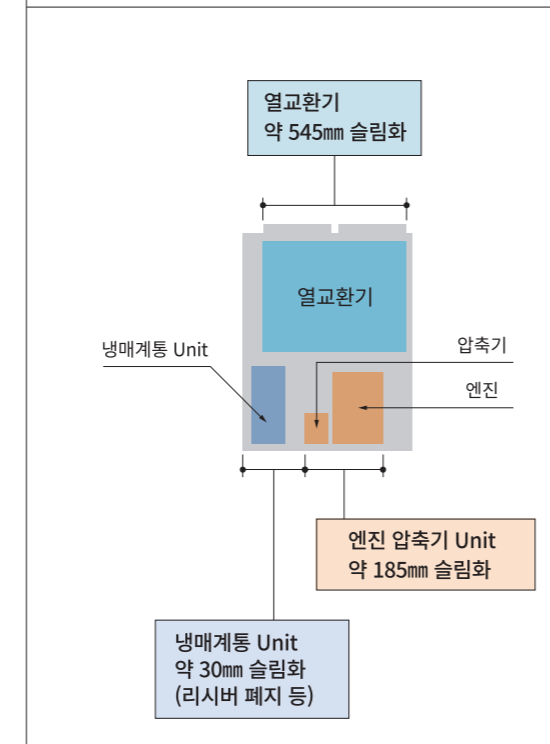 열교환기
약 545㎜ 슬림화
열교환기
냉매계통 Unit
압축기
엔진
엔진 압축기 Unit
약 185㎜ 슬림화
냉매계통 Unit
약 30㎜ 슬림화
(리시버 폐지 등)